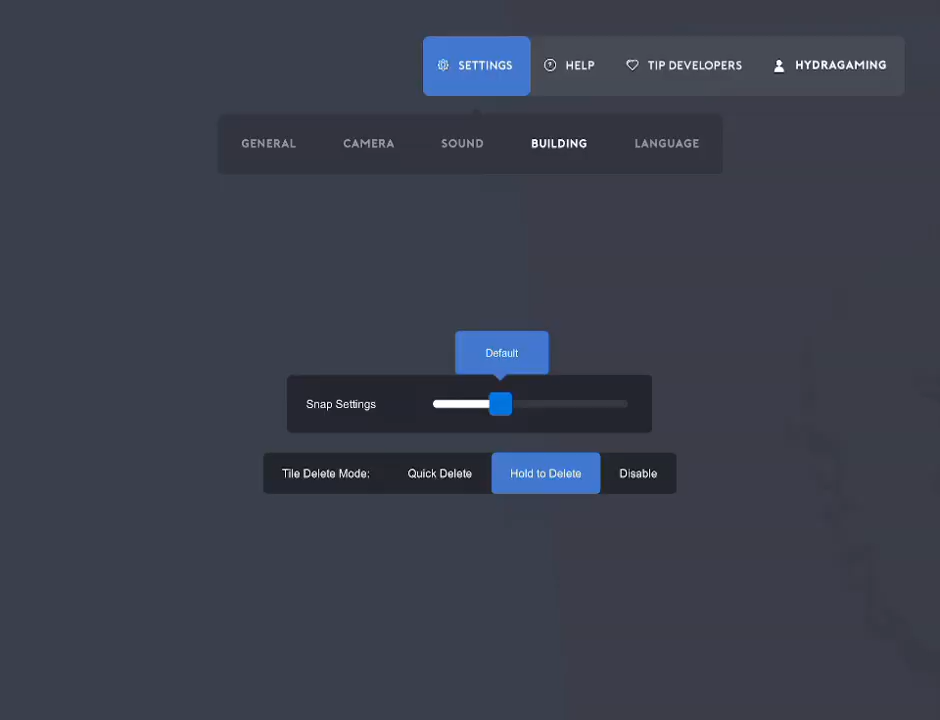 SETTINGS HELP TIP DEVELOPERS HYDRAGAMING
GENERAL CAMERA SOUND BUILDING LANGUAGE
Default
Snap Settings
Tile Delete Mode: Quick Delete Hold to Delete Disable